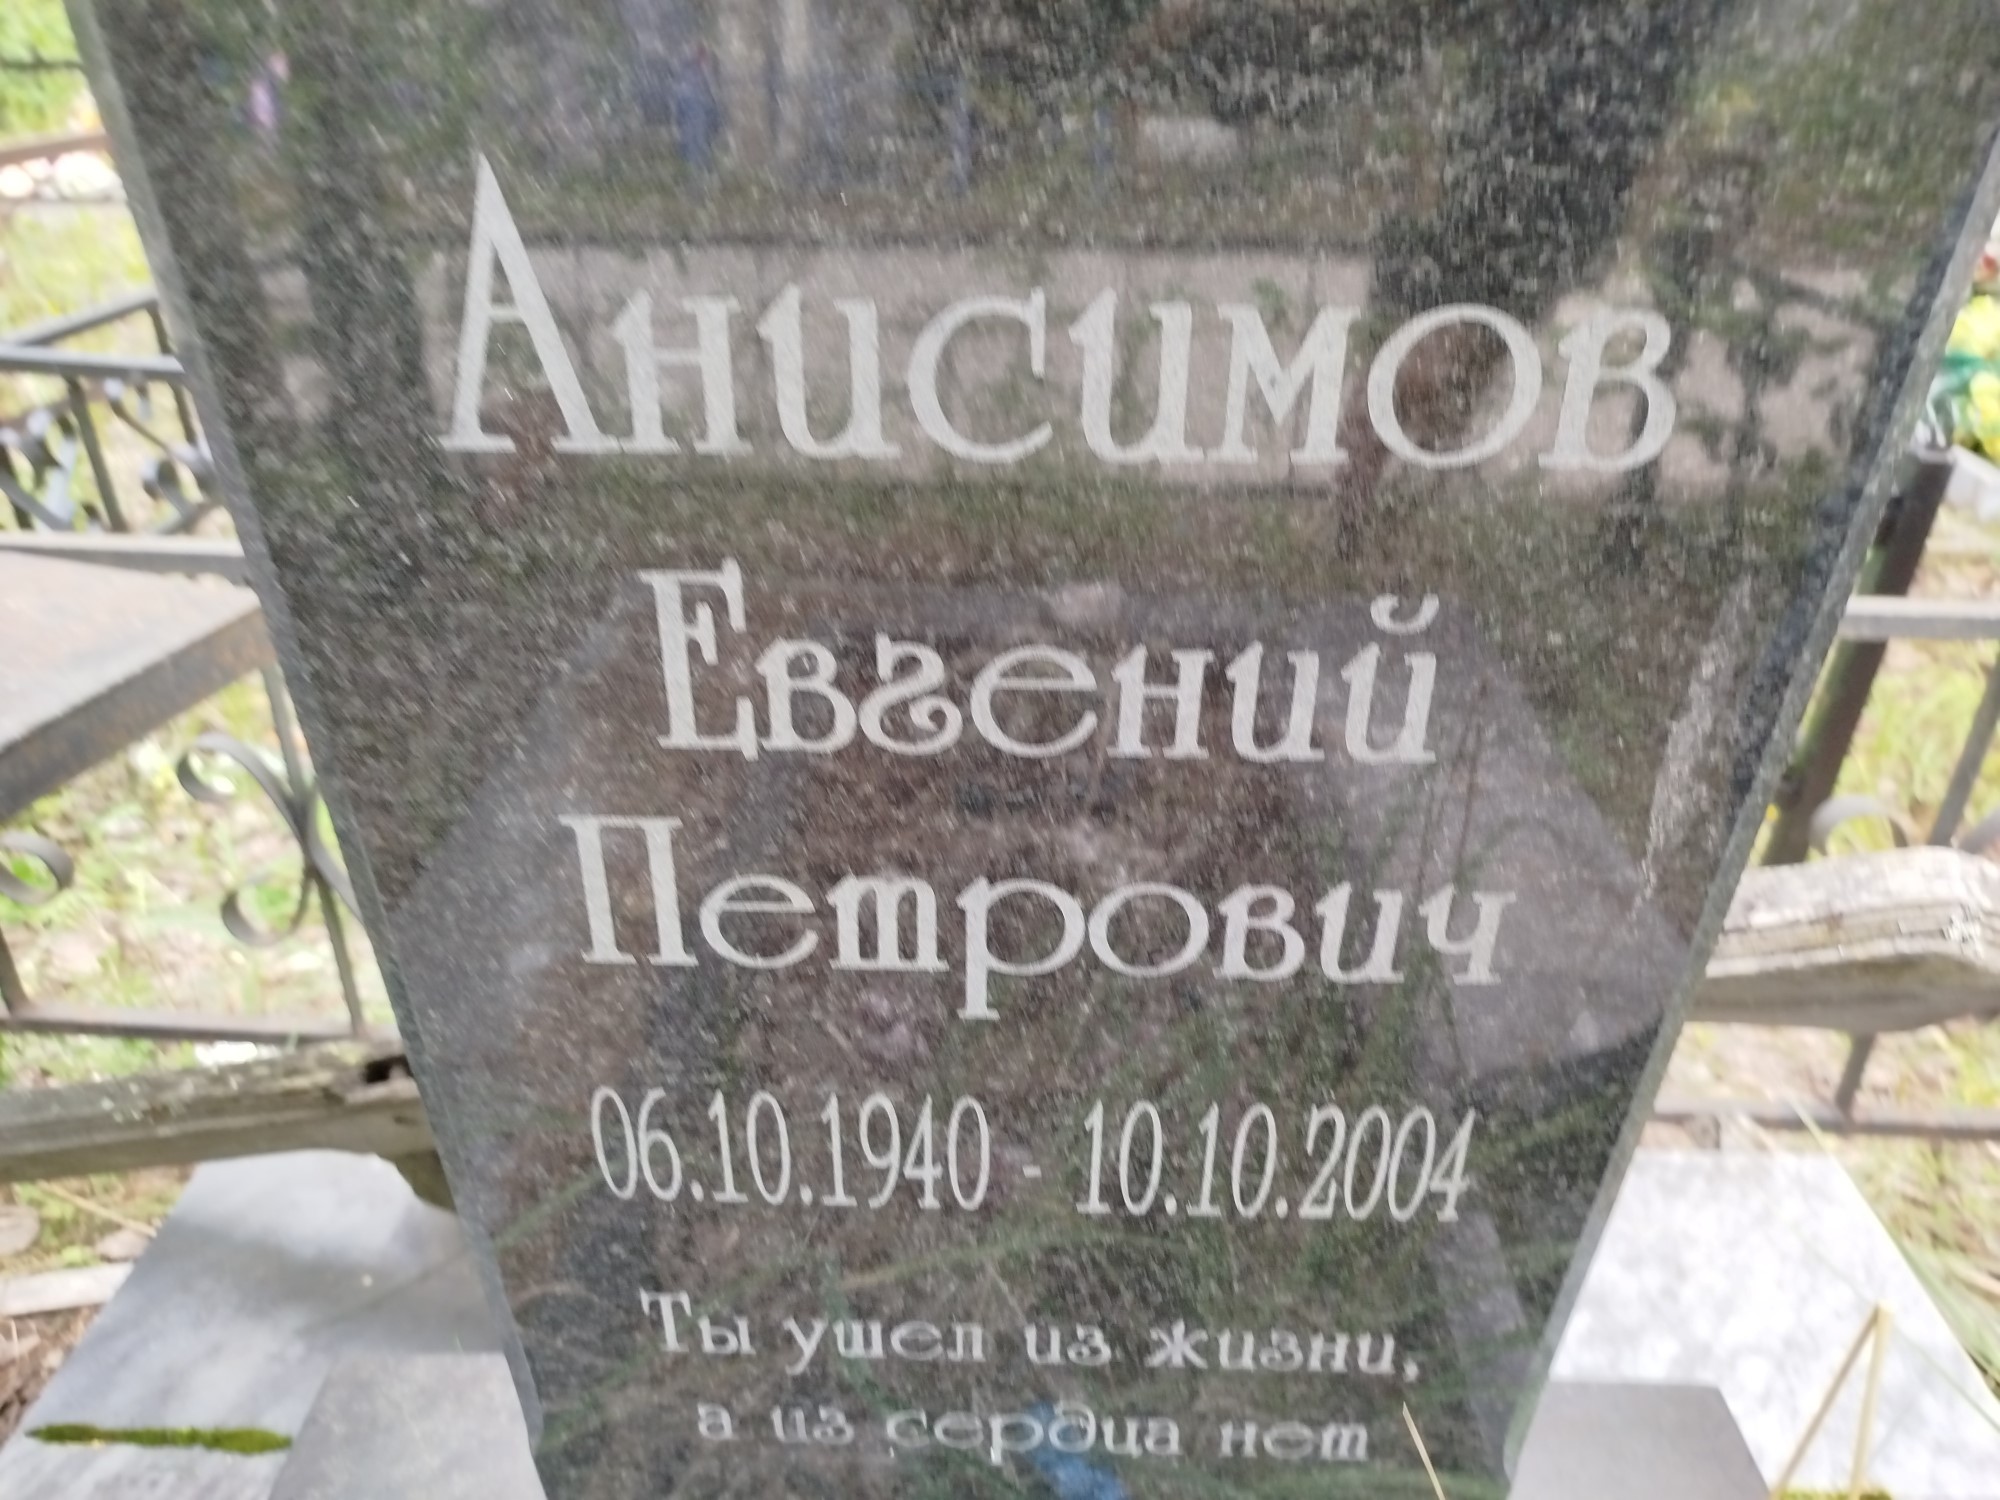 Анисимов
Евгений
Петрович
06.10.1940 - 10.10.2004
Ты ушел из жизни,
а из сердца нет